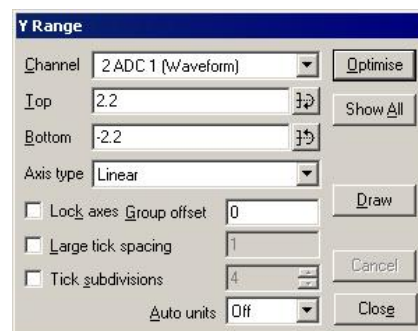 Y Range
Channel 2 ADC 1 (Waveform) Optimise
Top 2.2 Show All
Bottom -2.2
Axis type Linear
Lock axes Group offset 0 Draw
Large tick spacing 1
Tick subdivisions 4 Cancel
Auto units Off Close